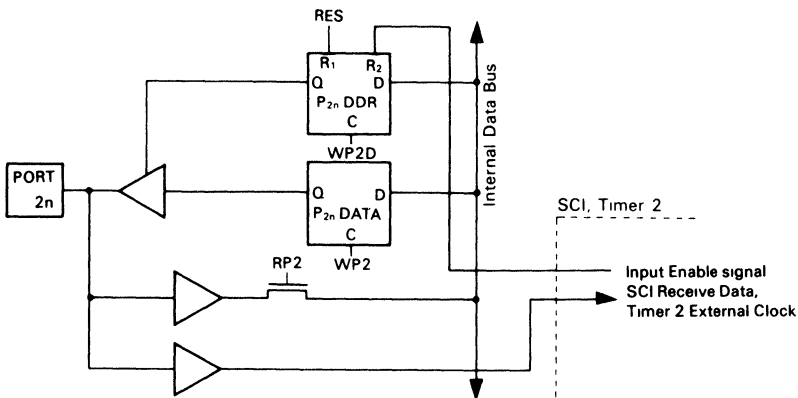 RES
R1 R2
Q D
P2n DDR
C
WP2D
Internal Data Bus
PORT
2n
Q D
P2n DATA
C
WP2
SCI, Timer 2
RP2
Input Enable signal
SCI Receive Data,
Timer 2 External Clock